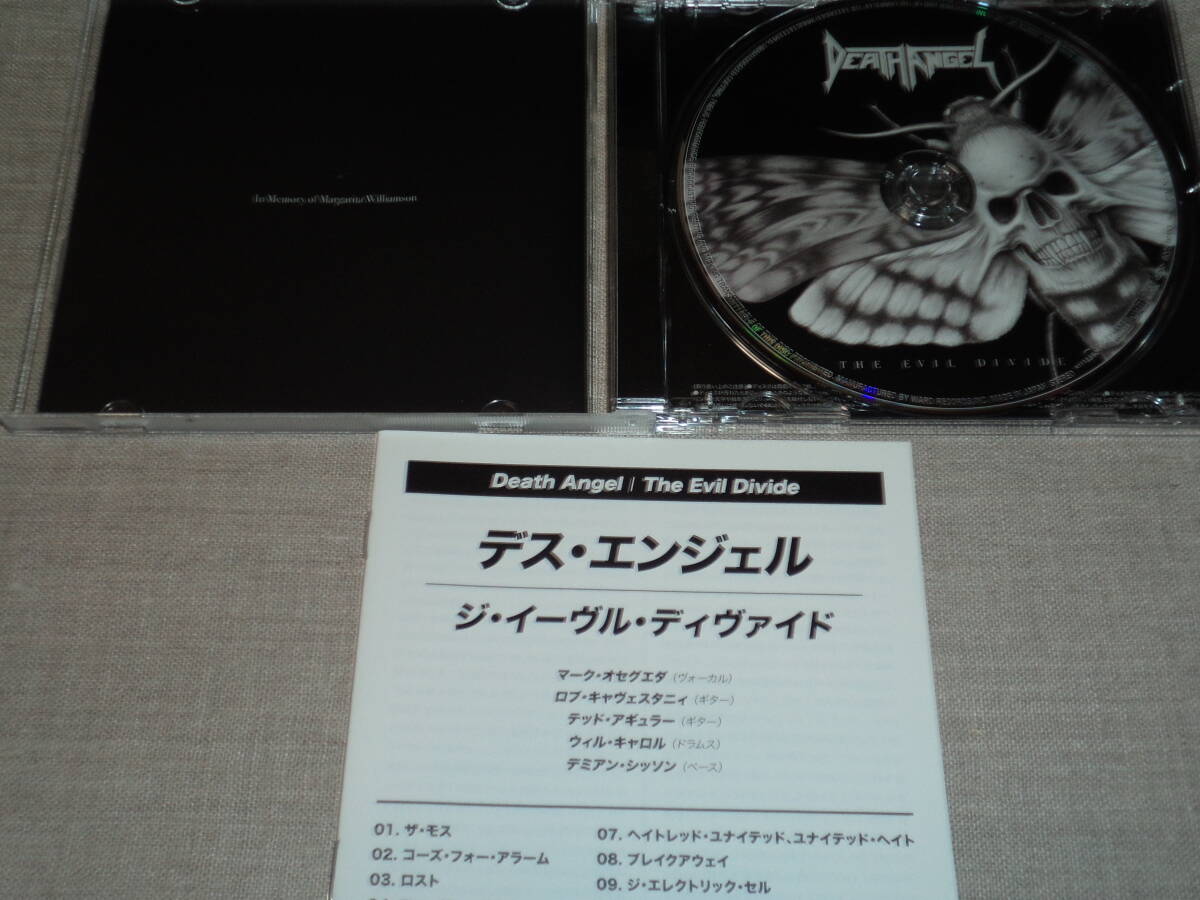 In Memory of Margarita Williamson
DEATH ANGEL
THE EVIL DIVIDE
MANUFACTURED BY WARD RECORDS INC. MADE IN JAPAN
Death Angel | The Evil Divide
デス・エンジェル
ジ・イーヴル・ディヴァイド
マーク・オセグエダ（ヴォーカル）
ロブ・キャヴェスタニィ（ギター）
テッド・アギュラー（ギター）
ウィル・キャロル（ドラムス）
デミアン・シッソン（ベース）
01. ザ・モス
02. コーズ・フォー・アラーム
03. ロスト
07. ヘイトレッド・ユナイテッド、ユナイテッド・ヘイト
08. ブレイクアウェイ
09. ジ・エレクトリック・セル